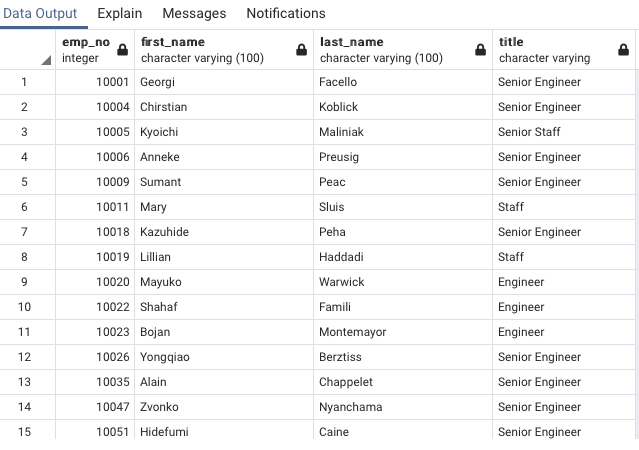 Data Output Explain Messages Notifications
emp_no first_name last_name title
integer character varying (100) character varying (100) character varying
1 10001 Georgi Facello Senior Engineer
2 10004 Chirstian Koblick Senior Engineer
3 10005 Kyoichi Maliniak Senior Staff
4 10006 Anneke Preusig Senior Engineer
5 10009 Sumant Peac Senior Engineer
6 10011 Mary Sluis Staff
7 10018 Kazuhide Peha Senior Engineer
8 10019 Lillian Haddadi Staff
9 10020 Mayuko Warwick Engineer
10 10022 Shahaf Famili Engineer
11 10023 Bojan Montemayor Engineer
12 10026 Yongqiao Berztiss Senior Engineer
13 10035 Alain Chappelet Senior Engineer
14 10047 Zvonko Nyanchama Senior Engineer
15 10051 Hidefumi Caine Senior Engineer